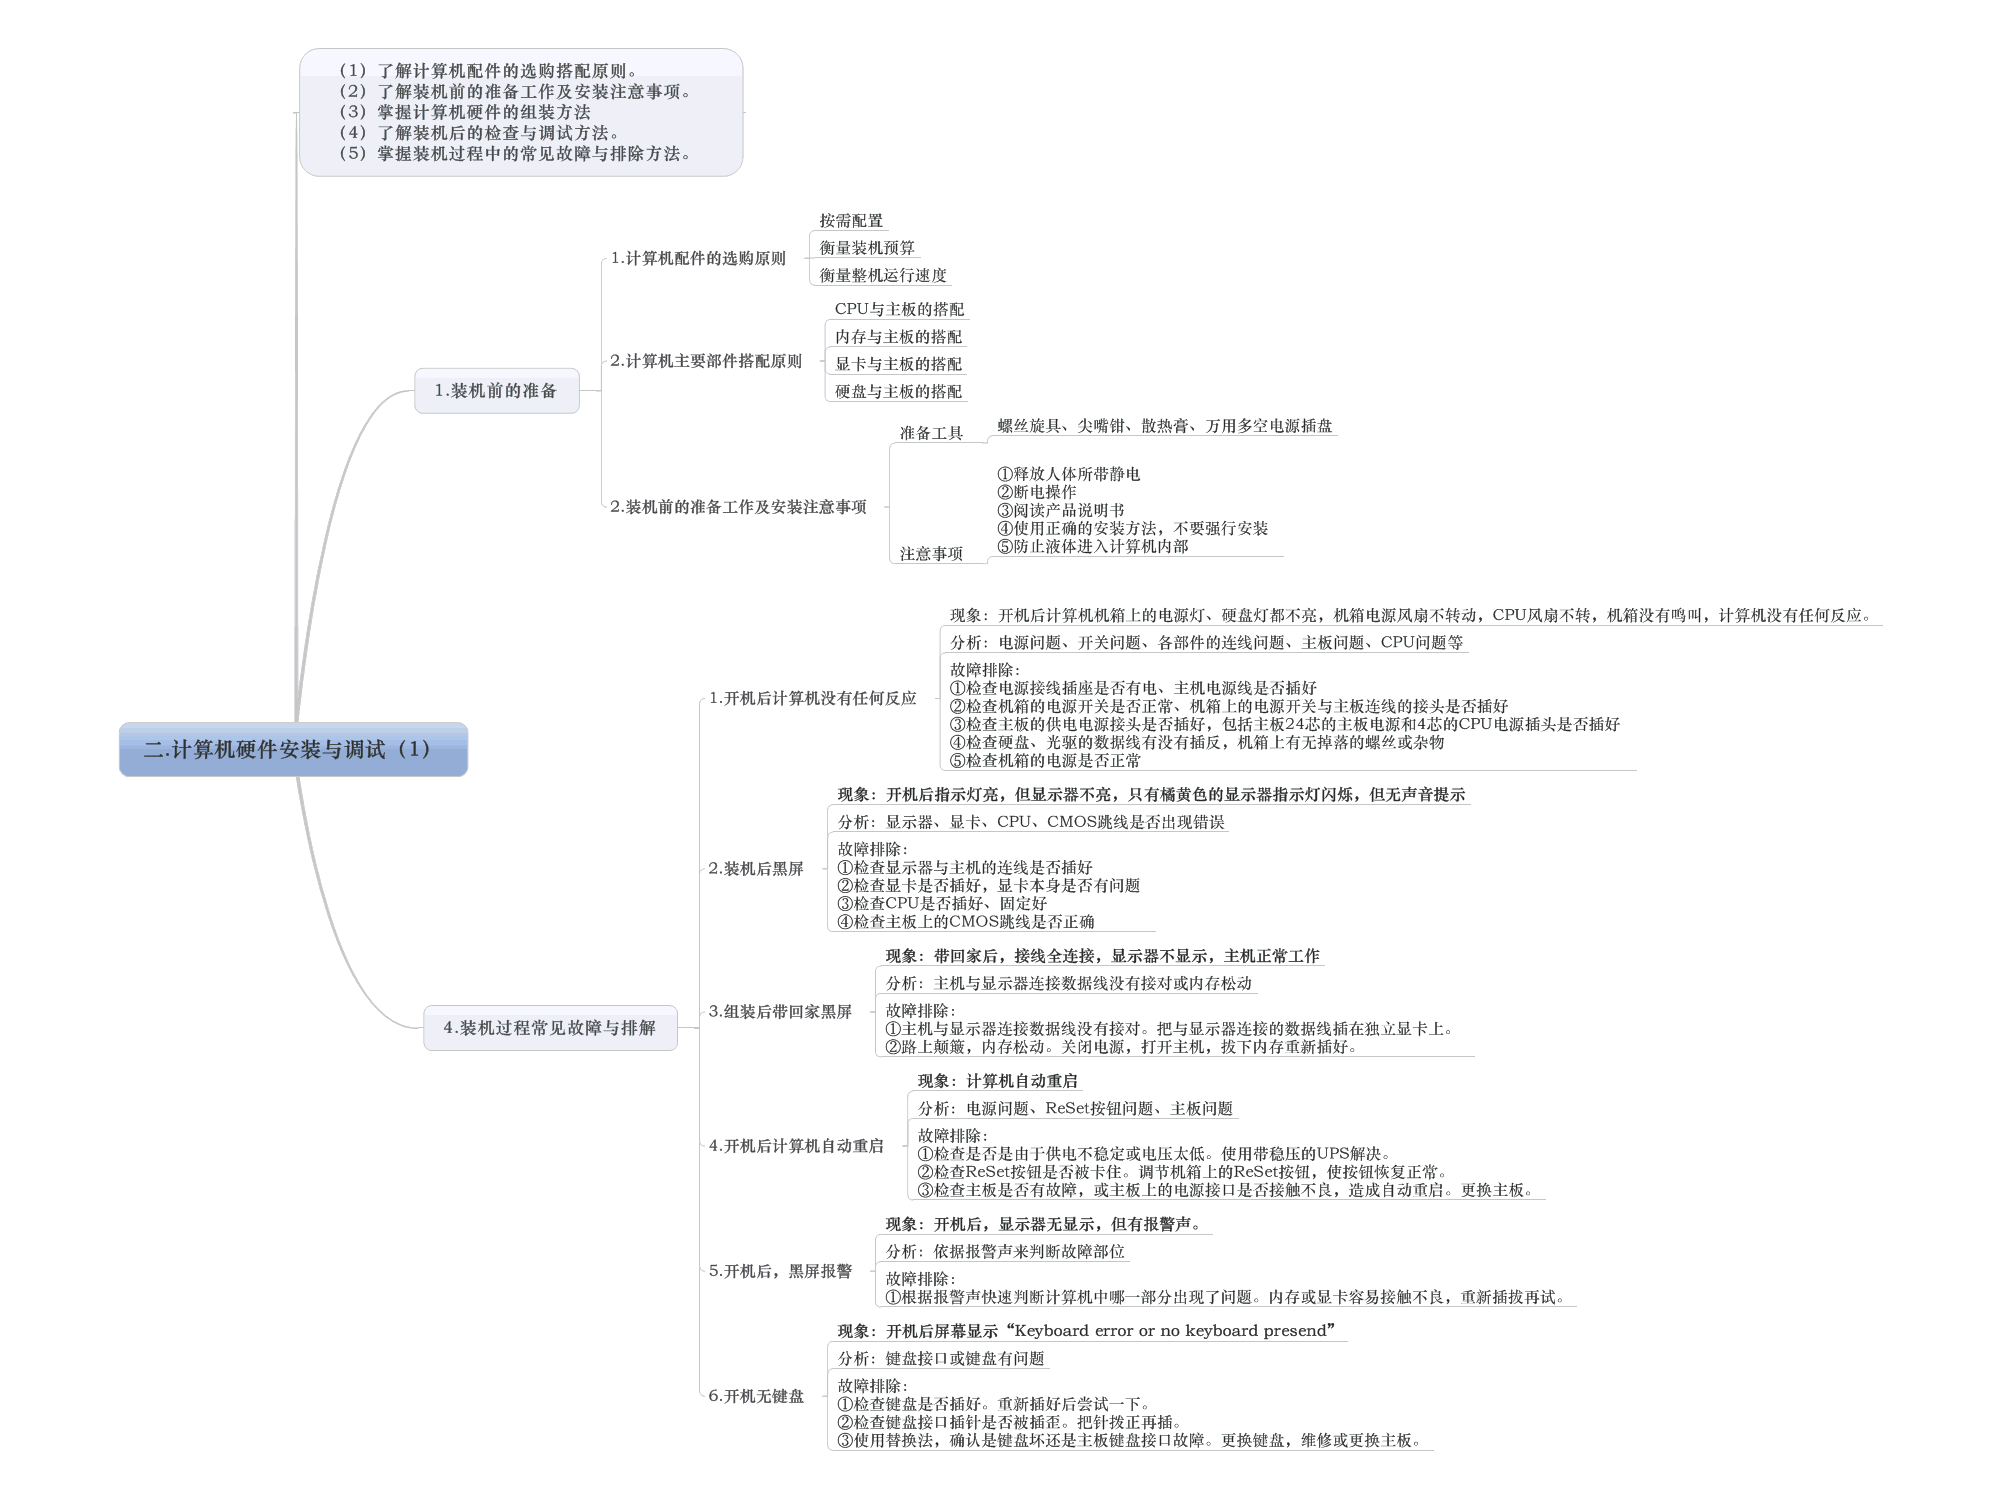 （1）了解计算机配件的选购搭配原则。
（2）了解装机前的准备工作及安装注意事项。
（3）掌握计算机硬件的组装方法
（4）了解装机后的检查与调试方法。
（5）掌握装机过程中的常见故障与排除方法。
按需配置
1.计算机配件的选购原则
衡量装机预算
衡量整机运行速度
CPU与主板的搭配
内存与主板的搭配
2.计算机主要部件搭配原则
显卡与主板的搭配
硬盘与主板的搭配
1.装机前的准备
准备工具
螺丝旋具、尖嘴钳、散热膏、万用多空电源插盘
2.装机前的准备工作及安装注意事项
①释放人体所带静电
②断电操作
③阅读产品说明书
④使用正确的安装方法，不要强行安装
⑤防止液体进入计算机内部
注意事项
二.计算机硬件安装与调试（1）
现象：开机后计算机机箱上的电源灯、硬盘灯都不亮，机箱电源风扇不转动，CPU风扇不转，机箱没有鸣叫，计算机没有任何反应。
分析：电源问题、开关问题、各部件的连线问题、主板问题、CPU问题等
1.开机后计算机没有任何反应
故障排除：
①检查电源接线插座是否有电、主机电源线是否插好
②检查机箱的电源开关是否正常、机箱上的电源开关与主板连线的接头是否插好
③检查主板的供电电源接头是否插好，包括主板24芯的主板电源和4芯的CPU电源插头是否插好
④检查硬盘、光驱的数据线有没有插反，机箱上有无掉落的螺丝或杂物
⑤检查机箱的电源是否正常
现象：开机后指示灯亮，但显示器不亮，只有橘黄色的显示器指示灯闪烁，但无声音提示
分析：显示器、显卡、CPU、CMOS跳线是否出现错误
2.装机后黑屏
故障排除：
①检查显示器与主机的连线是否插好
②检查显卡是否插好，显卡本身是否有问题
③检查CPU是否插好、固定好
④检查主板上的CMOS跳线是否正确
现象：带回家后，接线全连接，显示器不显示，主机正常工作
分析：主机与显示器连接数据线没有接对或内存松动
3.组装后带回家黑屏
故障排除：
①主机与显示器连接数据线没有接对。把与显示器连接的数据线插在独立显卡上。
②路上颠簸，内存松动。关闭电源，打开主机，拔下内存重新插好。
4.装机过程常见故障与排解
现象：计算机自动重启
分析：电源问题、ReSet按钮问题、主板问题
4.开机后计算机自动重启
故障排除：
①检查是否是由于供电不稳定或电压太低。使用带稳压的UPS解决。
②检查ReSet按钮是否被卡住。调节机箱上的ReSet按钮，使按钮恢复正常。
③检查主板是否有故障，或主板上的电源接口是否接触不良，造成自动重启。更换主板。
现象：开机后，显示器无显示，但有报警声。
分析：依据报警声来判断故障部位
5.开机后，黑屏报警
故障排除：
①根据报警声快速判断计算机中哪一部分出现了问题。内存或显卡容易接触不良，重新插拔再试。
现象：开机后屏幕显示“Keyboard error or no keyboard presend”
分析：键盘接口或键盘有问题
6.开机无键盘
故障排除：
①检查键盘是否插好。重新插好后尝试一下。
②检查键盘接口插针是否被插歪。把针拨正再插。
③使用替换法，确认是键盘坏还是主板键盘接口故障。更换键盘，维修或更换主板。